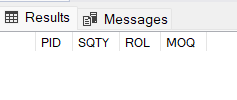 Results Messages
PID SQTY ROL MOQ